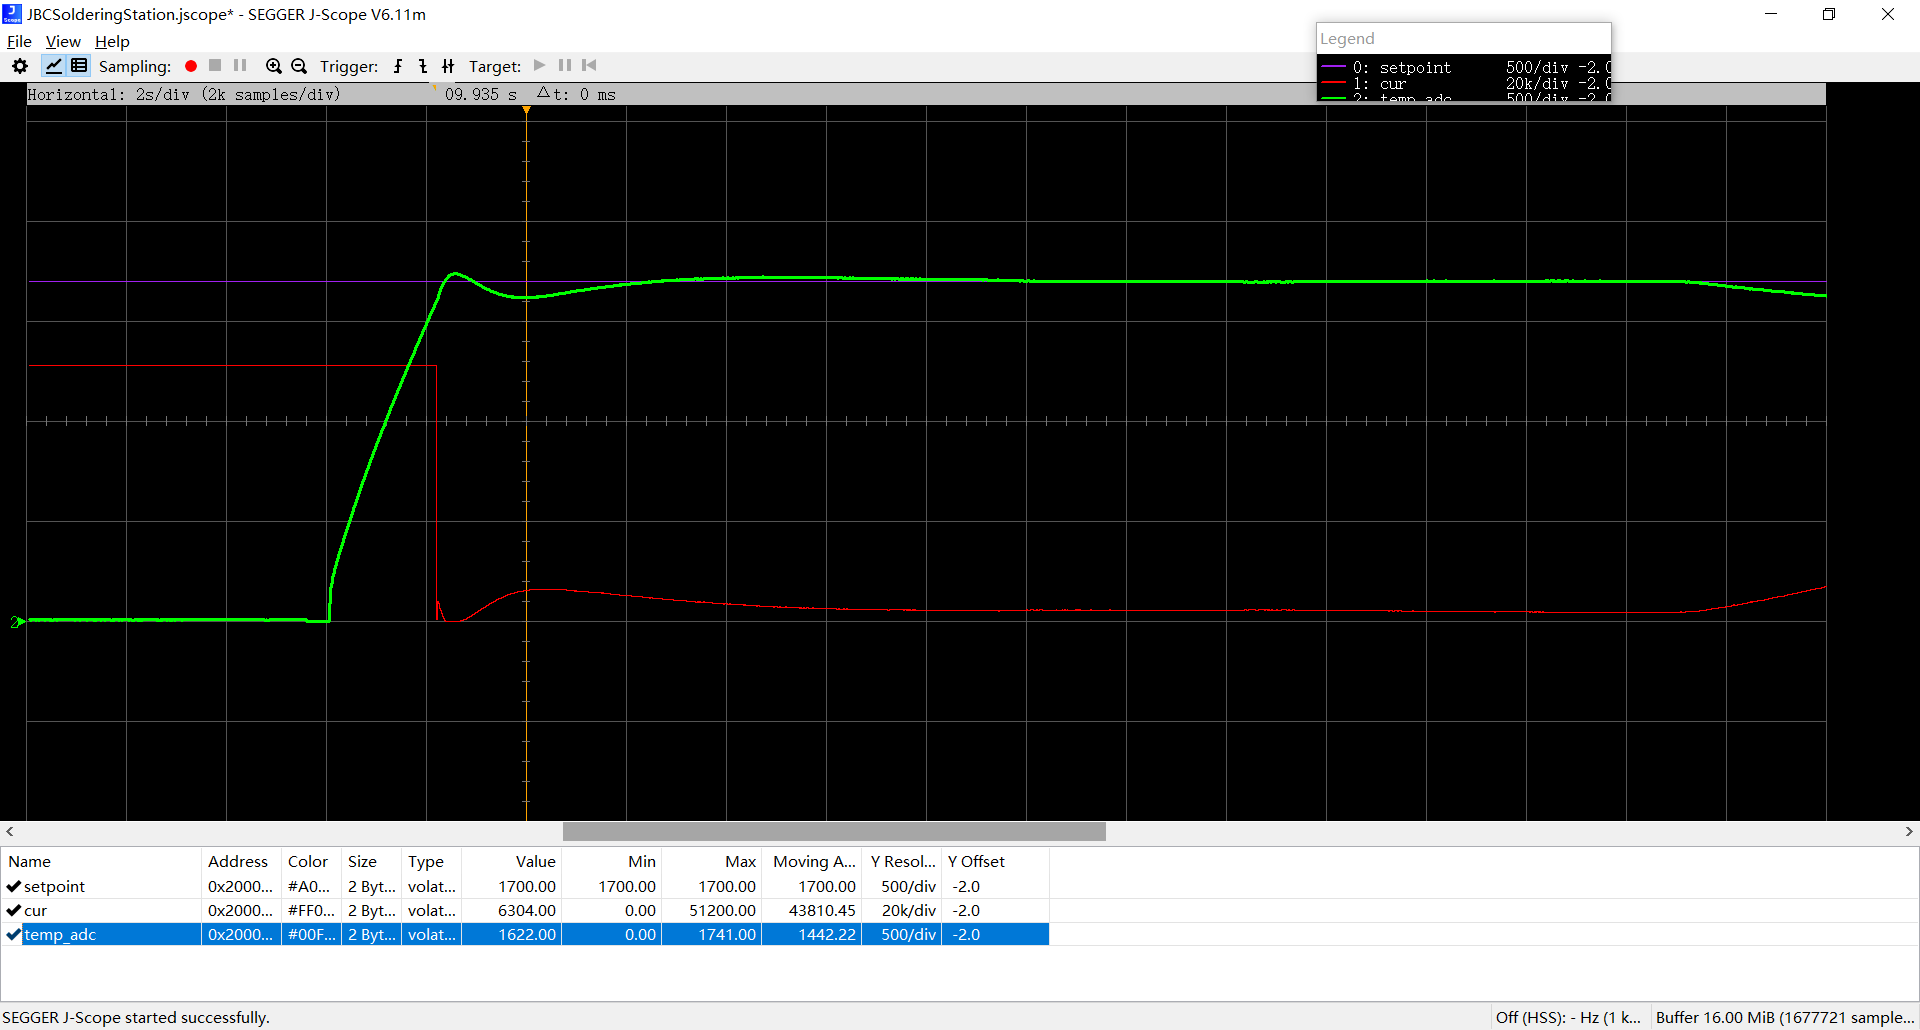 JBCSolderingStation.jscope* - SEGGER J-Scope V6.11m
File View Help
Sampling: Trigger: Target:
Horizontal: 2s/div (2k samples/div) 09.935 s Δt: 0 ms
Legend
0: setpoint 500/div -2.0
1: cur 20k/div -2.0
2: temp_adc 500/div -2.0
2
Name Address Color Size Type Value Min Max Moving A... Y Resol... Y Offset
setpoint 0x2000... #A0... 2 Byt... volat... 1700.00 1700.00 1700.00 1700.00 500/div -2.0
cur 0x2000... #FF0... 2 Byt... volat... 6304.00 0.00 51200.00 43810.45 20k/div -2.0
temp_adc 0x2000... #00F... 2 Byt... volat... 1622.00 0.00 1741.00 1442.22 500/div -2.0
SEGGER J-Scope started successfully. Off (HSS): - Hz (1 k... Buffer 16.00 MiB (1677721 sample...